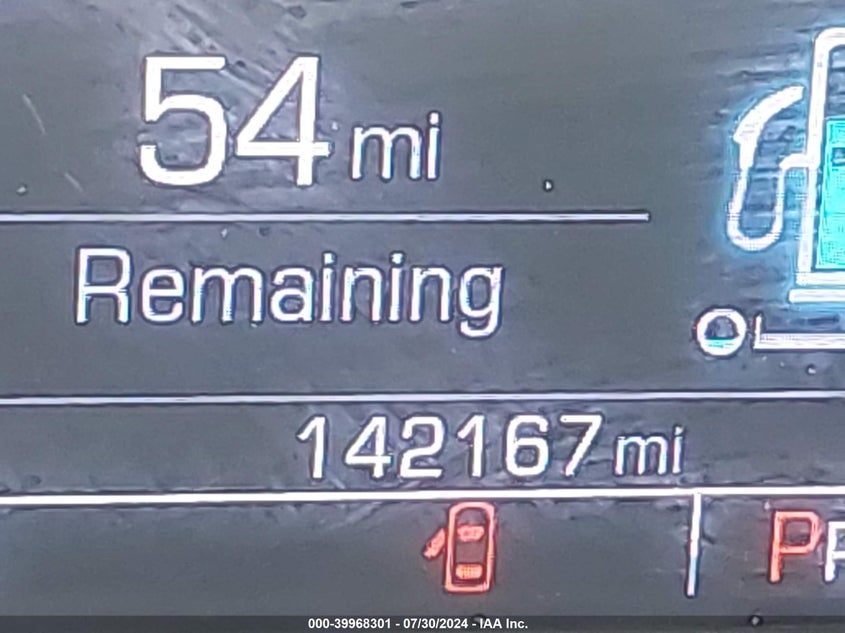 54 mi
Remaining
142167 mi
000-39968301 - 07/30/2024 - IAA Inc.